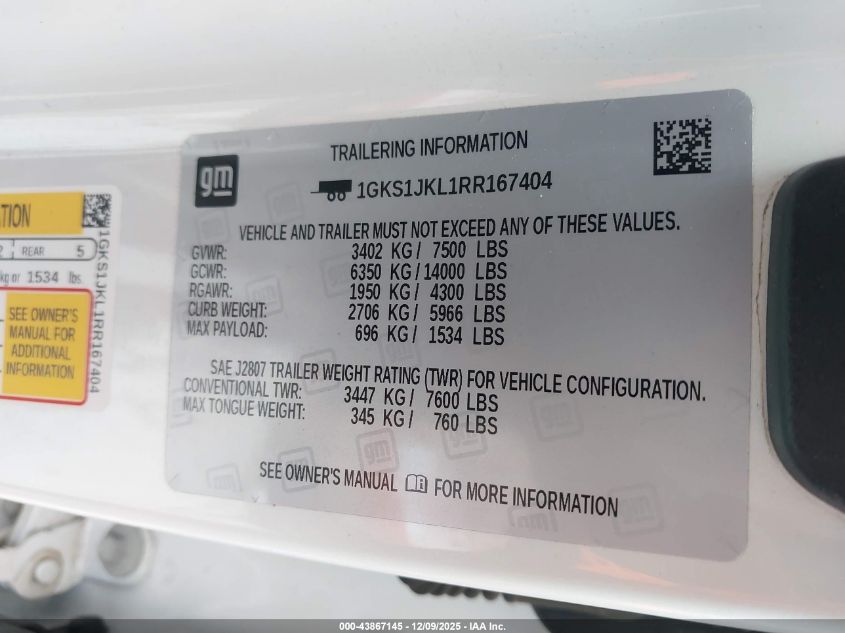 TRAILERING INFORMATION
gm
1GKS1JKL1RR167404
VEHICLE AND TRAILER MUST NOT EXCEED ANY OF THESE VALUES.
GVWR: 3402 KG / 7500 LBS
GCWR: 6350 KG / 14000 LBS
RGAWR: 1950 KG / 4300 LBS
CURB WEIGHT: 2706 KG / 5966 LBS
MAX PAYLOAD: 696 KG / 1534 LBS
SAE J2807 TRAILER WEIGHT RATING (TWR) FOR VEHICLE CONFIGURATION.
CONVENTIONAL TWR: 3447 KG / 7600 LBS
MAX TONGUE WEIGHT: 345 KG / 760 LBS
SEE OWNER'S MANUAL FOR MORE INFORMATION
REAR 5
kg or 1534 lbs
SEE OWNER'S
MANUAL FOR
ADDITIONAL
INFORMATION
1GKS1JKL1RR167404
000-43867145 - 12/09/2025 - IAA Inc.